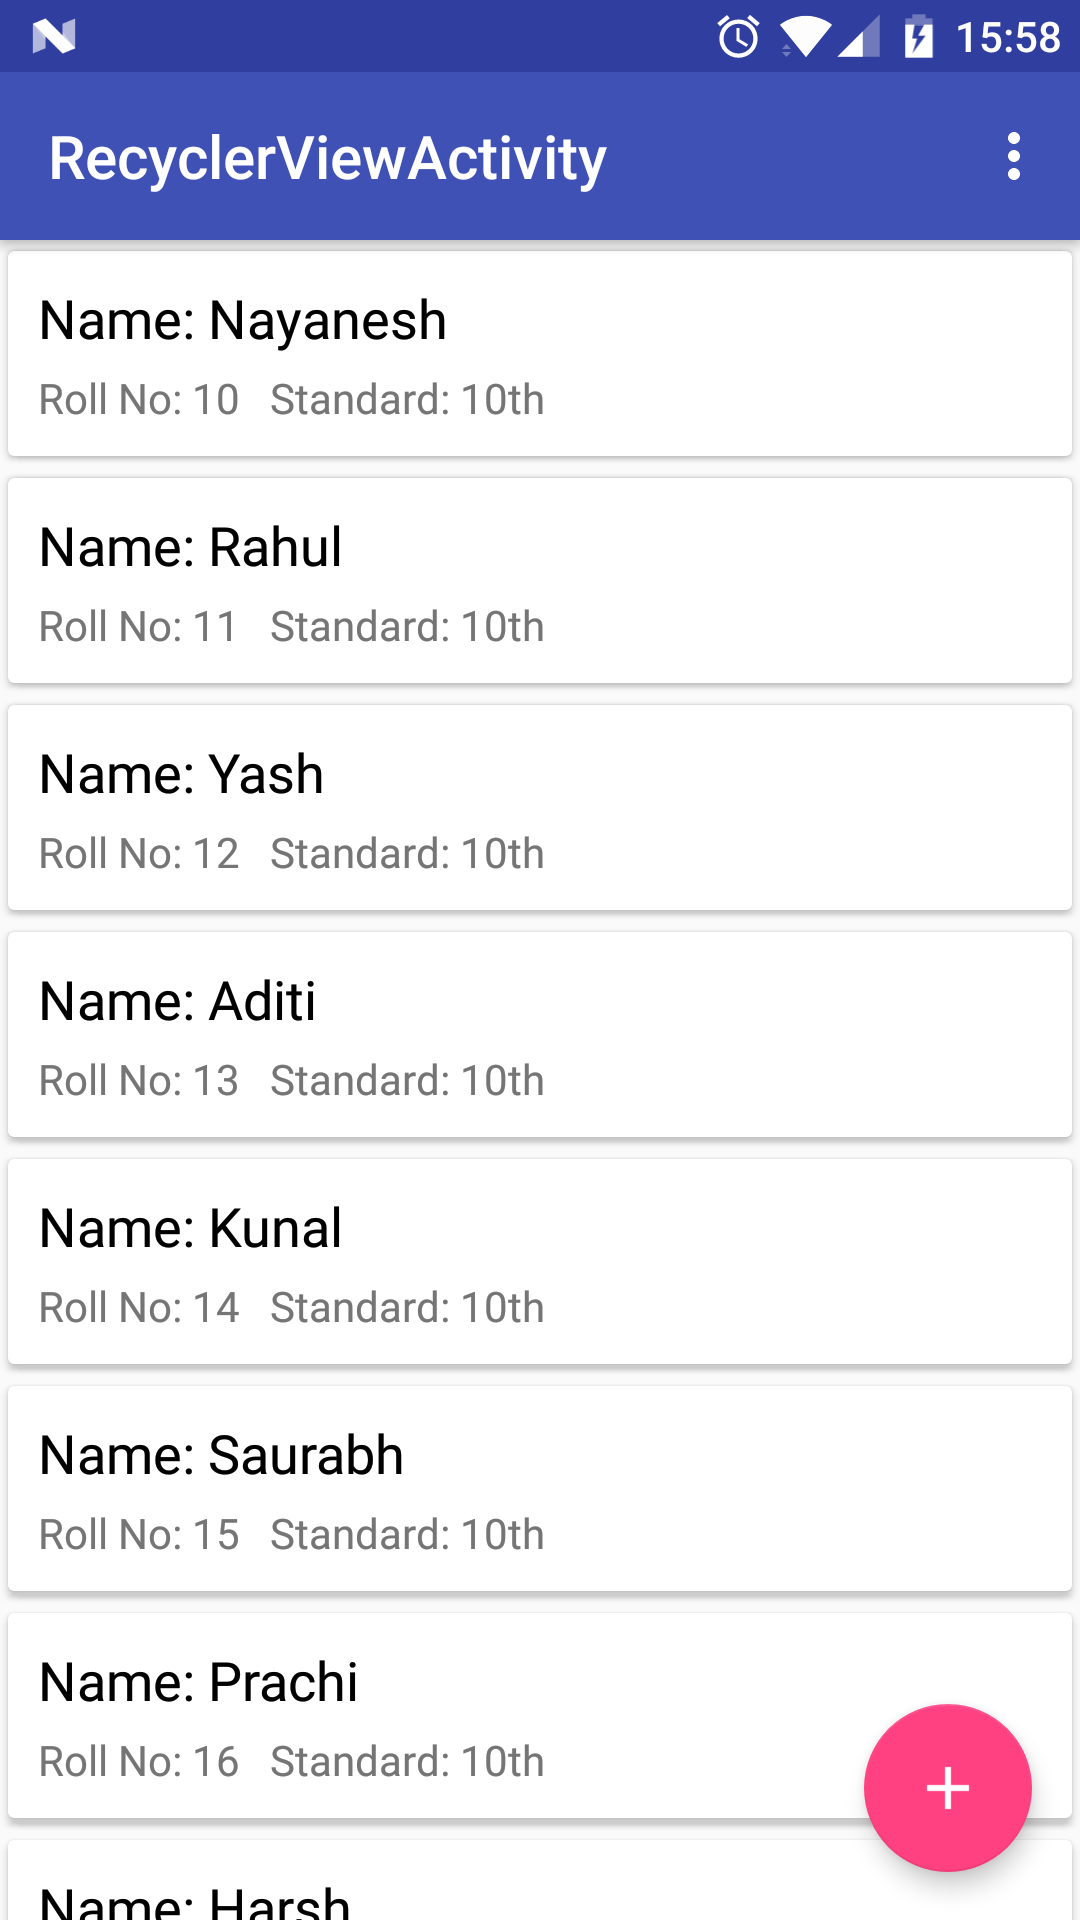 15:58
RecyclerViewActivity
Name: Nayanesh
Roll No: 10 Standard: 10th
Name: Rahul
Roll No: 11 Standard: 10th
Name: Yash
Roll No: 12 Standard: 10th
Name: Aditi
Roll No: 13 Standard: 10th
Name: Kunal
Roll No: 14 Standard: 10th
Name: Saurabh
Roll No: 15 Standard: 10th
Name: Prachi
Roll No: 16 Standard: 10th
Name: Harsh